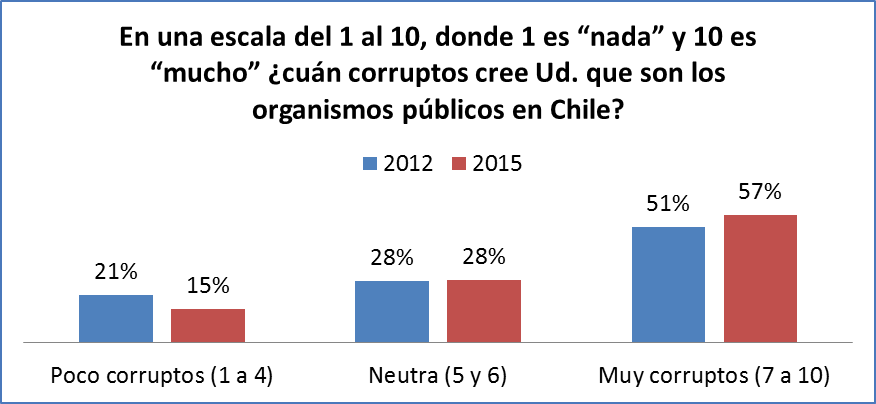 En una escala del 1 al 10, donde 1 es “nada” y 10 es
“mucho” ¿cuán corruptos cree Ud. que son los
organismos públicos en Chile?
2012 2015
21% 15% 28% 28% 51% 57%
Poco corruptos (1 a 4) Neutra (5 y 6) Muy corruptos (7 a 10)